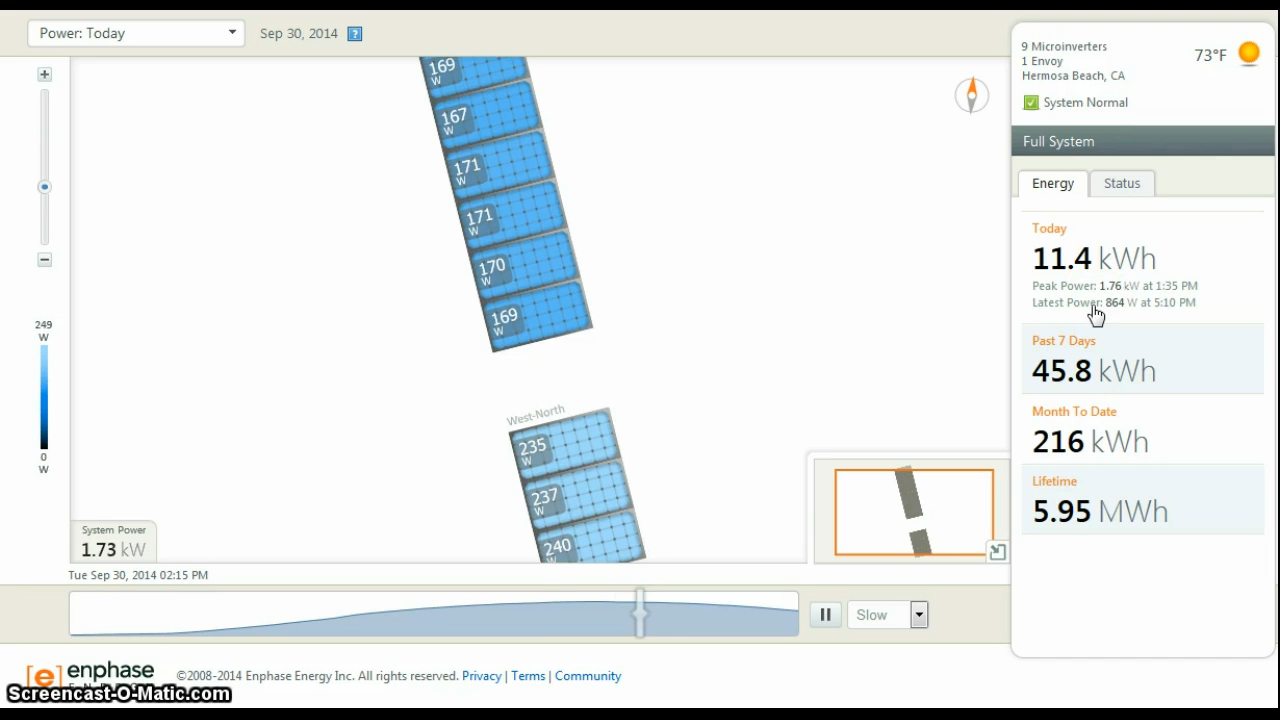 Power: Today
Sep 30, 2014 ?
9 Microinverters
1 Envoy
Hermosa Beach, CA
73°F
System Normal
Full System
Energy
Status
Today
11.4 kWh
Peak Power: 1.76 kW at 1:35 PM
Latest Power: 864 W at 5:10 PM
Past 7 Days
45.8 kWh
Month To Date
216 kWh
Lifetime
5.95 MWh
249
W
0
W
169
W
167
W
171
W
171
W
170
W
169
W
West-North
235
W
237
W
240
W
System Power
1.73 kW
Tue Sep 30, 2014 02:15 PM
Slow
[e] enphase
©2008-2014 Enphase Energy Inc. All rights reserved. Privacy | Terms | Community
Screencast-O-Matic.com